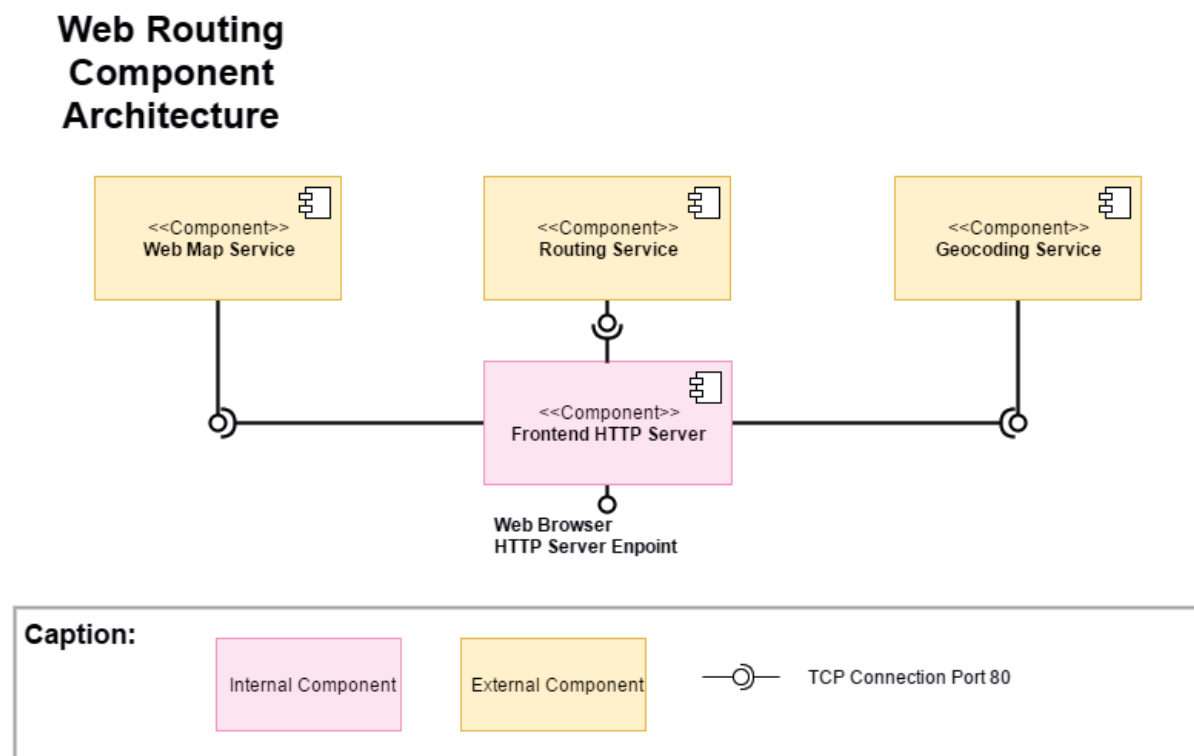 Web Routing
Component
Architecture
<<Component>>
Web Map Service
<<Component>>
Routing Service
<<Component>>
Geocoding Service
<<Component>>
Frontend HTTP Server
Web Browser
HTTP Server Enpoint
Caption:
Internal Component
External Component
TCP Connection Port 80